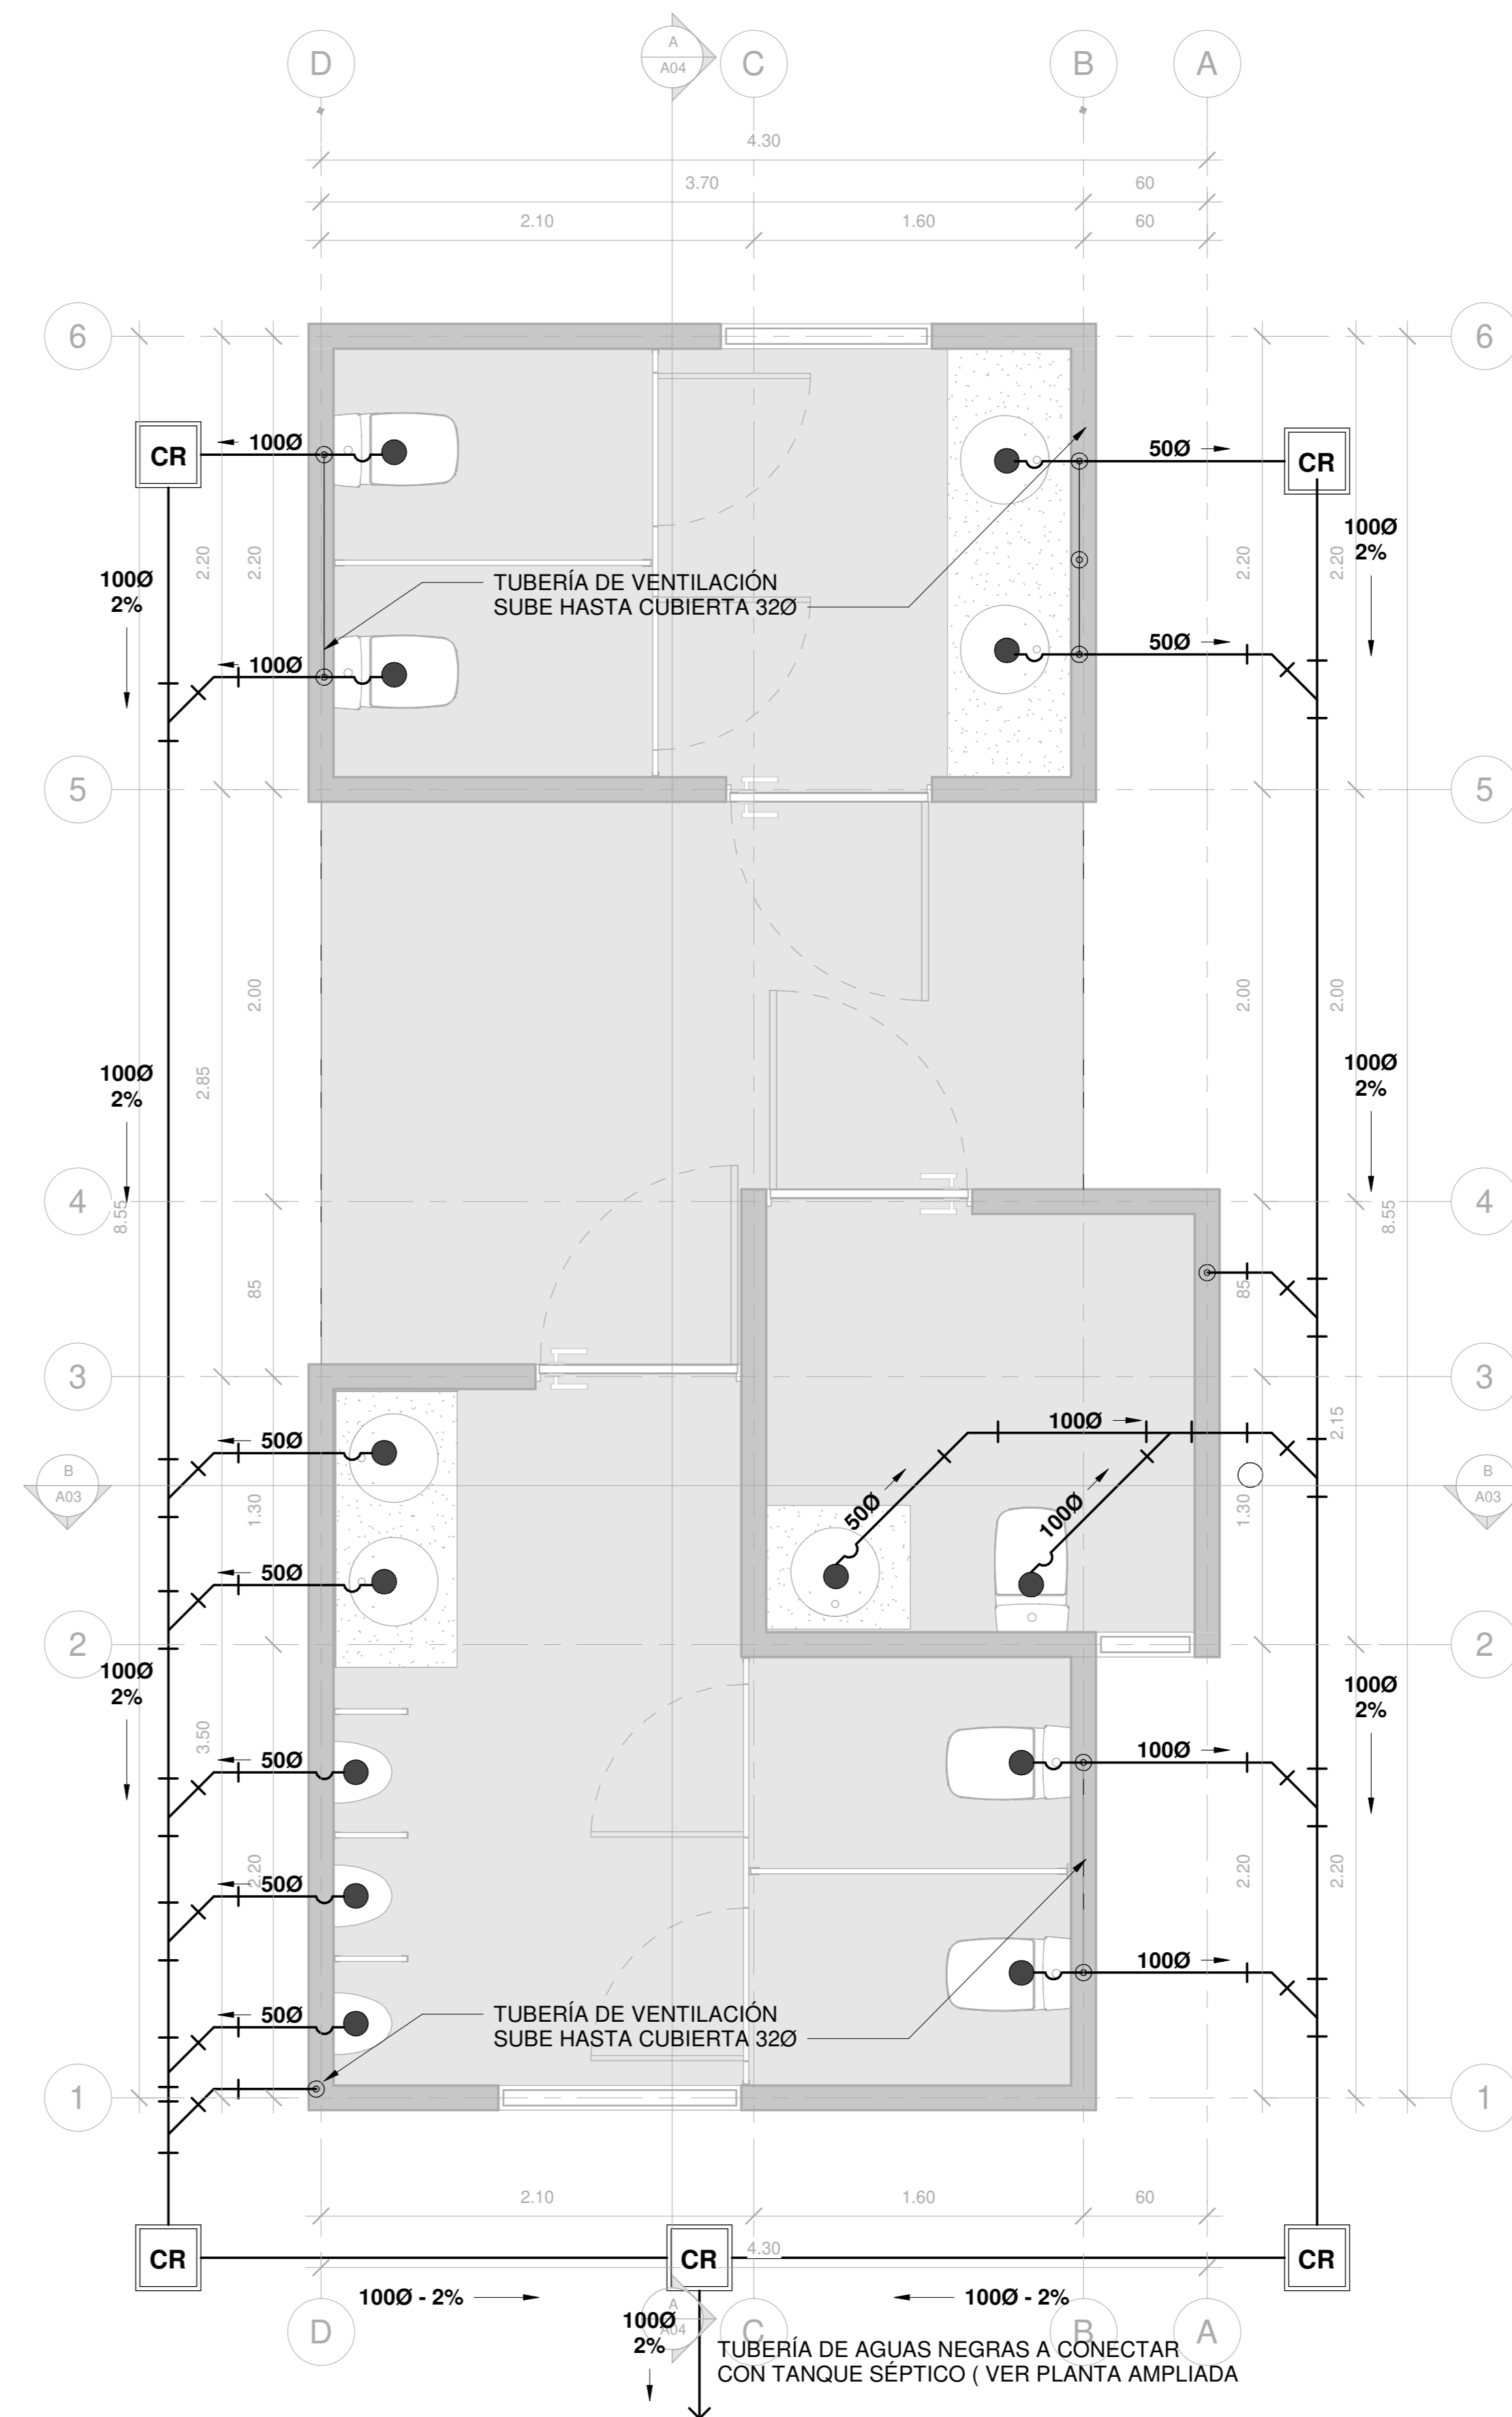 A
A04
D
C
B
A
4.30
3.70
60
2.10
1.60
60
6
6
CR
100Ø
50Ø
CR
100Ø
2%
2.20
2.20
2.20
2.20
100Ø
2%
TUBERÍA DE VENTILACIÓN
SUBE HASTA CUBIERTA 32Ø
100Ø
50Ø
5
5
2.00
2.00
2.00
100Ø
2%
2.85
100Ø
2%
4
4
8.55
8.55
85
85
3
3
50Ø
100Ø
2.15
B
A03
B
A03
1.30
50Ø
100Ø
1.30
50Ø
2
2
100Ø
2%
100Ø
2%
3.50
50Ø
100Ø
2.20
50Ø
2.20
2.20
100Ø
50Ø
TUBERÍA DE VENTILACIÓN
SUBE HASTA CUBIERTA 32Ø
1
1
2.10
1.60
60
CR
CR
4.30
CR
100Ø - 2%
100Ø - 2%
D
A
A04
C
B
A
100Ø
2%
TUBERÍA DE AGUAS NEGRAS A CONECTAR
CON TANQUE SÉPTICO ( VER PLANTA AMPLIADA